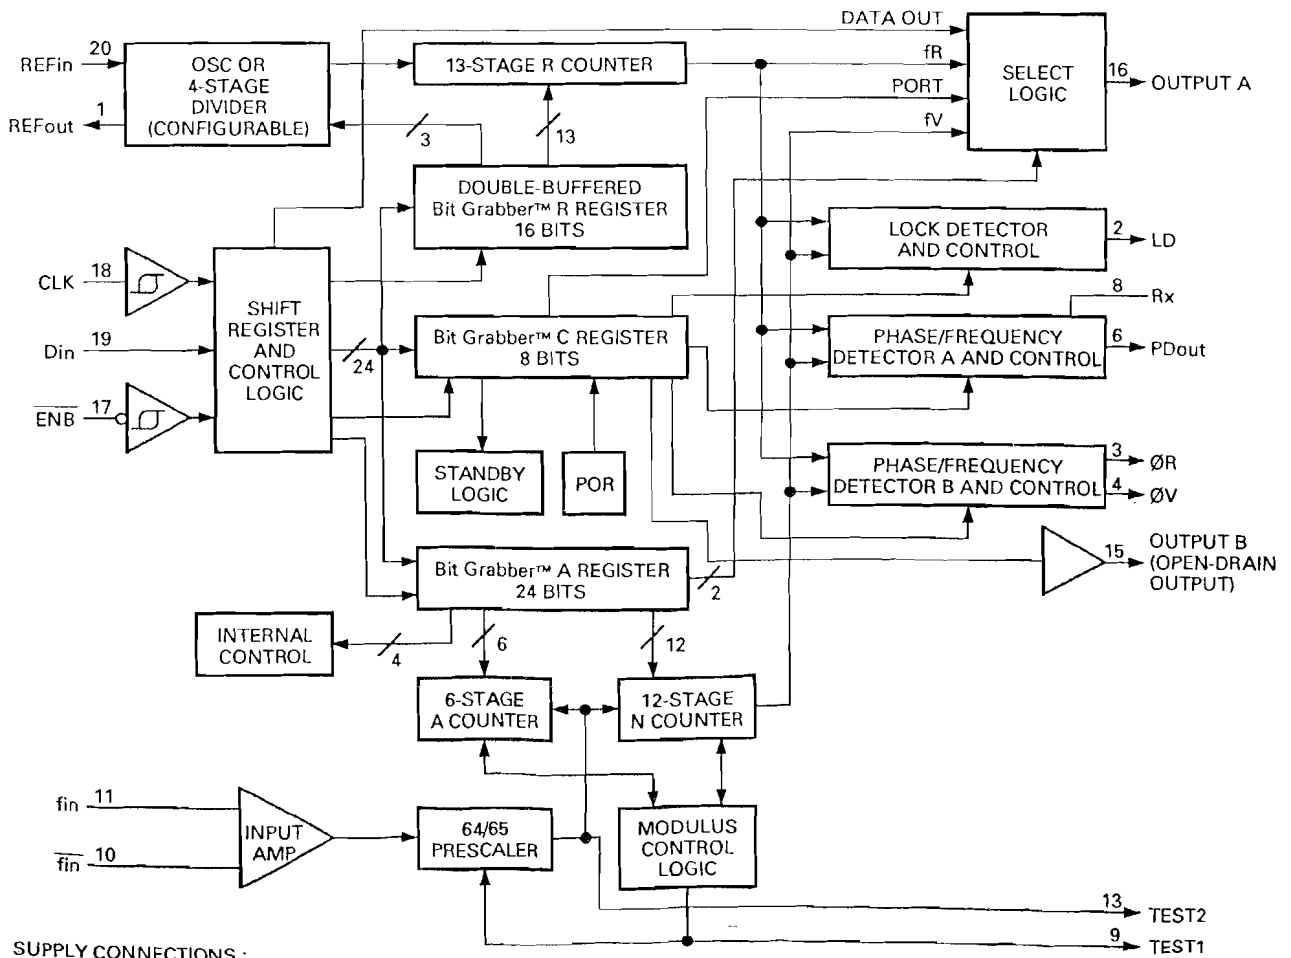 DATA OUT
20
REFin
OSC OR
4-STAGE
DIVIDER
(CONFIGURABLE)
13-STAGE R COUNTER
fR
SELECT
LOGIC
16
OUTPUT A
1
REFout
3
13
PORT
fV
DOUBLE-BUFFERED
Bit Grabber™ R REGISTER
16 BITS
LOCK DETECTOR
AND CONTROL
2
LD
CLK
18
SHIFT
REGISTER
AND
CONTROL
LOGIC
8
Rx
Din
19
24
Bit Grabber™ C REGISTER
8 BITS
PHASE/FREQUENCY
DETECTOR A AND CONTROL
6
PDout
ENB
17
STANDBY
LOGIC
POR
PHASE/FREQUENCY
DETECTOR B AND CONTROL
3
ØR
4
ØV
Bit Grabber™ A REGISTER
24 BITS
2
15
OUTPUT B
(OPEN-DRAIN
OUTPUT)
INTERNAL
CONTROL
4
6
12
6-STAGE
A COUNTER
12-STAGE
N COUNTER
fin
11
INPUT
AMP
64/65
PRESCALER
MODULUS
CONTROL
LOGIC
fin
10
13
TEST2
9
TEST1
SUPPLY CONNECTIONS :